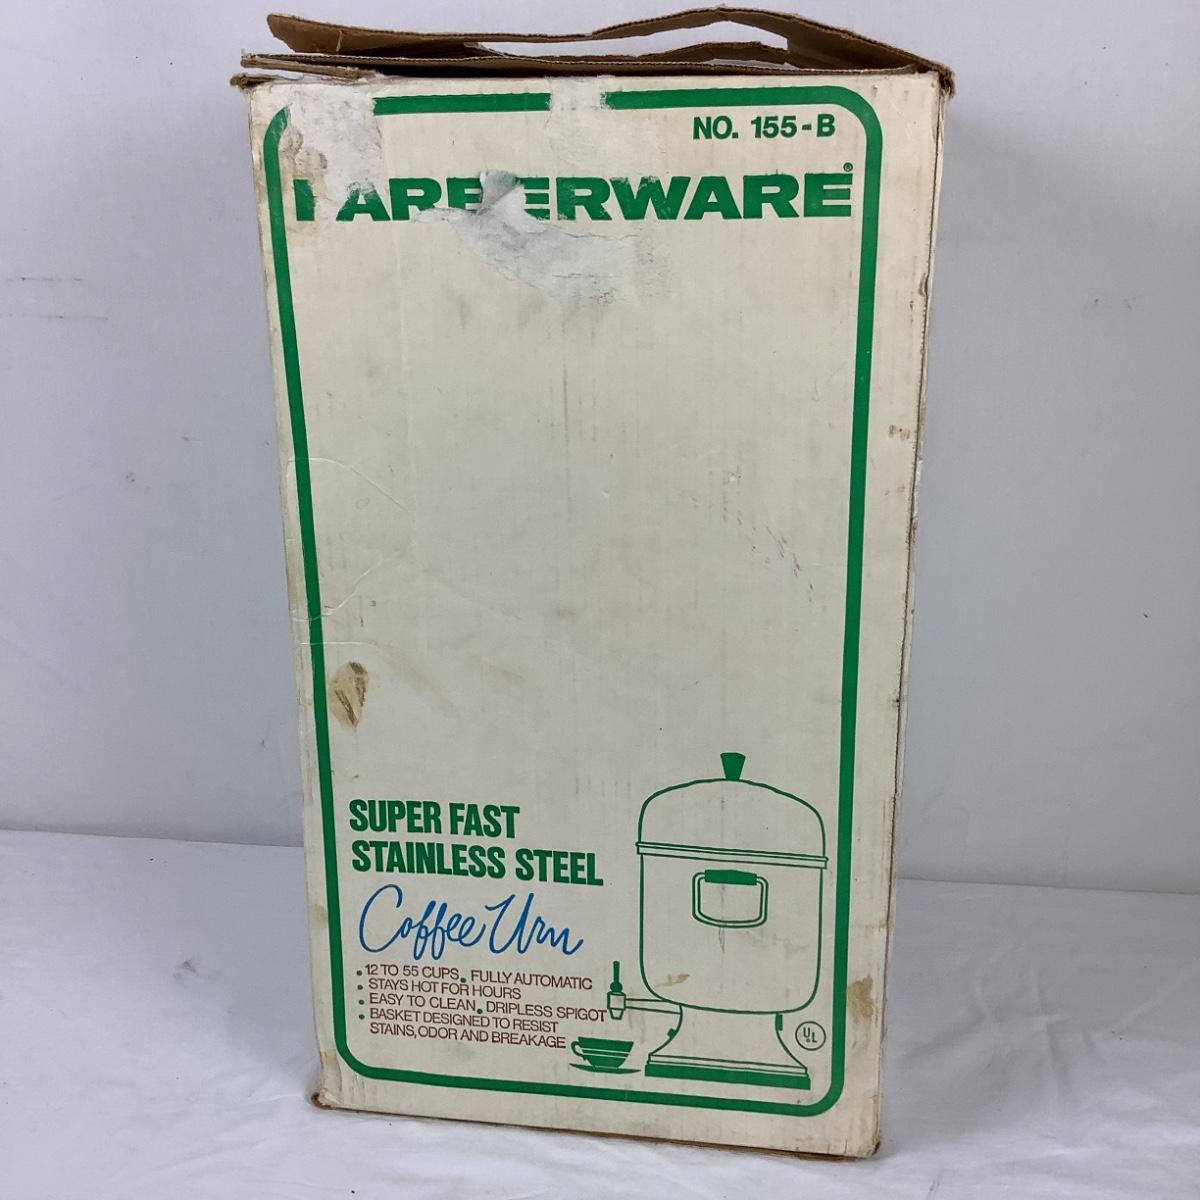 NO. 155-B
FARBERWARE®
SUPER FAST
STAINLESS STEEL
Coffee Urn
• 12 TO 55 CUPS • FULLY AUTOMATIC
• STAYS HOT FOR HOURS
• EASY TO CLEAN • DRIPLESS SPIGOT
• BASKET DESIGNED TO RESIST
STAINS, ODOR AND BREAKAGE
UL